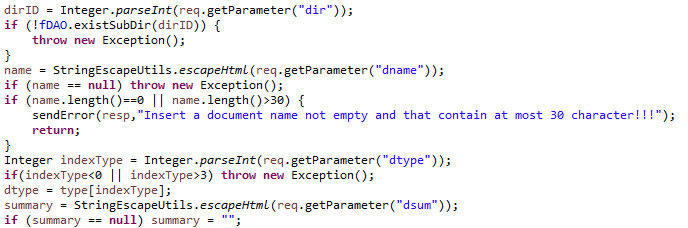 dirID = Integer.parseInt(req.getParameter("dir"));
if (!fDAO.existSubDir(dirID)) {
    throw new Exception();
}
name = StringEscapeUtils.escapeHtml(req.getParameter("dname"));
if (name == null) throw new Exception();
if (name.length()==0 || name.length()>30) {
    sendError(resp,"Insert a document name not empty and that contain at most 30 character!!!");
    return;
}
Integer indexType = Integer.parseInt(req.getParameter("dtype"));
if(indexType<0 || indexType>3) throw new Exception();
dtype = type[indexType];
summary = StringEscapeUtils.escapeHtml(req.getParameter("dsum"));
if (summary == null) summary = "";